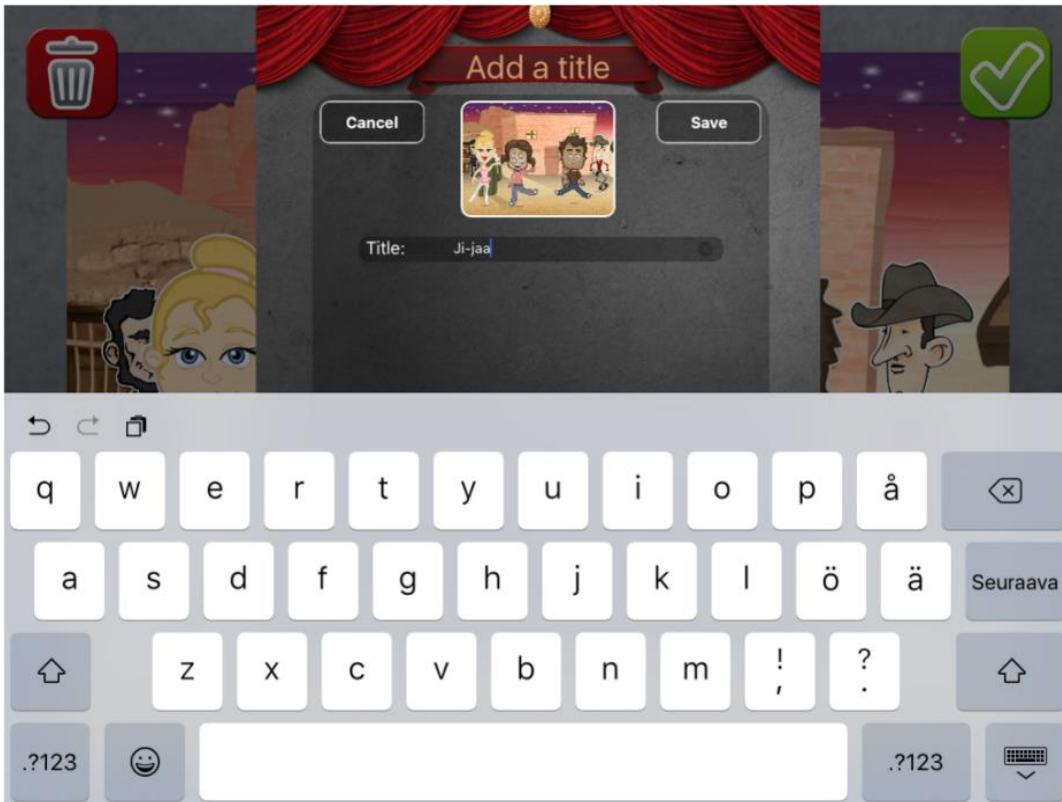 Add a title
Cancel
Save
Title: Ji-jaa
q w e r t y u i o p å
a s d f g h j k l ö ä Seuraava
z x c v b n m ! , ? .
.?123 .?123